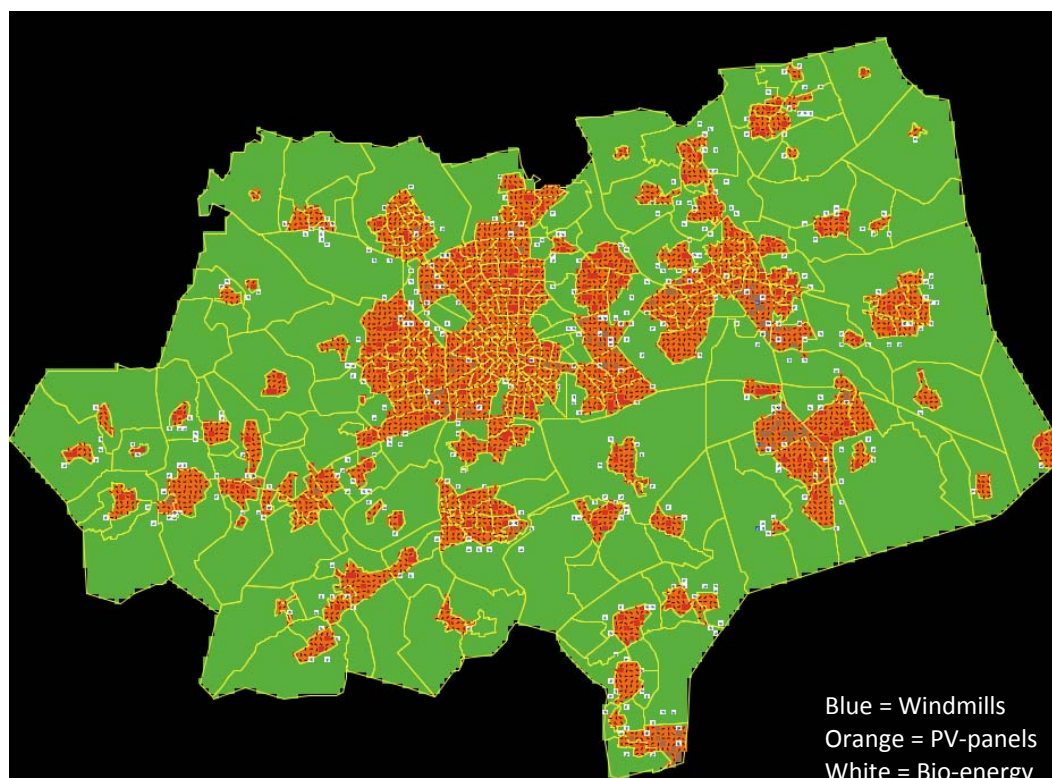 Blue = Windmills
Orange = PV-panels
White = Bio-energy